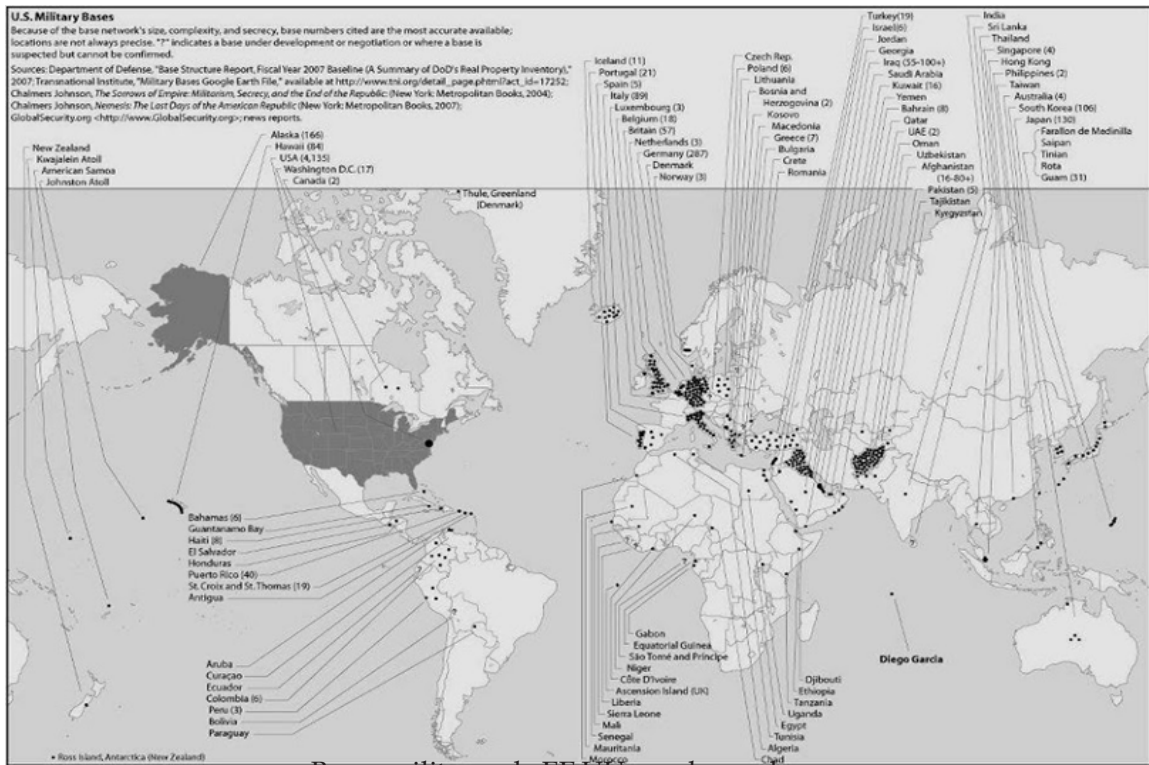 U.S. Military Bases
Because of the base network's size, complexity, and secrecy, base numbers cited are the most accurate available;
locations are not always precise. "?" indicates a base under development or negotiation or where a base is
suspected but cannot be confirmed.
Sources: Department of Defense, "Base Structure Report, Fiscal Year 2007 Baseline (A Summary of DoD's Real Property Inventory),"
2007; Transnational Institute, "Military Bases Google Earth File," available at http://www.tni.org/detail_page.phtml?act_id=17252;
Chalmers Johnson, The Sorrows of Empire: Militarism, Secrecy, and the End of the Republic (New York: Metropolitan Books, 2004);
Chalmers Johnson, Nemesis: The Last Days of the American Republic (New York: Metropolitan Books, 2007);
GlobalSecurity.org <http://www.GlobalSecurity.org>; news reports.
New Zealand
Kwajalein Atoll
American Samoa
Johnston Atoll
Alaska (166)
Hawaii (84)
USA (4,135)
Washington D.C. (17)
Canada (2)
Thule, Greenland
(Denmark)
Iceland (11)
Portugal (21)
Spain (5)
Italy (89)
Luxembourg (3)
Belgium (18)
Britain (57)
Netherlands (3)
Germany (287)
Denmark
Norway (3)
Czech Rep.
Poland (6)
Lithuania
Bosnia and
Herzogovina (2)
Kosovo
Macedonia
Greece (7)
Bulgaria
Crete
Romania
Turkey(19)
Israel(6)
Jordan
Georgia
Iraq (55-100+)
Saudi Arabia
Kuwait (16)
Yemen
Bahrain (8)
Qatar
UAE (2)
Oman
Uzbekistan
Afghanistan
(16-80+)
Pakistan (5)
Tajikistan
Kyrgyzstan
India
Sri Lanka
Thailand
Singapore (4)
Hong Kong
Philippines (2)
Taiwan
Australia (4)
South Korea (106)
Japan (130)
Farallon de Medinilla
Saipan
Tinian
Rota
Guam (31)
Bahamas (6)
Guantanamo Bay
Haiti (8)
El Salvador
Honduras
Puerto Rico (40)
St. Croix and St. Thomas (19)
Antigua
Aruba
Curaçao
Ecuador
Colombia (6)
Peru (3)
Bolivia
Paraguay
Gabon
Equatorial Guinea
São Tomé and Príncipe
Niger
Côte D'Ivoire
Ascension Island (UK)
Liberia
Sierra Leone
Mali
Senegal
Mauritania
Morocco
Djibouti
Ethiopia
Tanzania
Uganda
Egypt
Tunisia
Algeria
Chad
Diego Garcia
Ross Island, Antarctica (New Zealand)